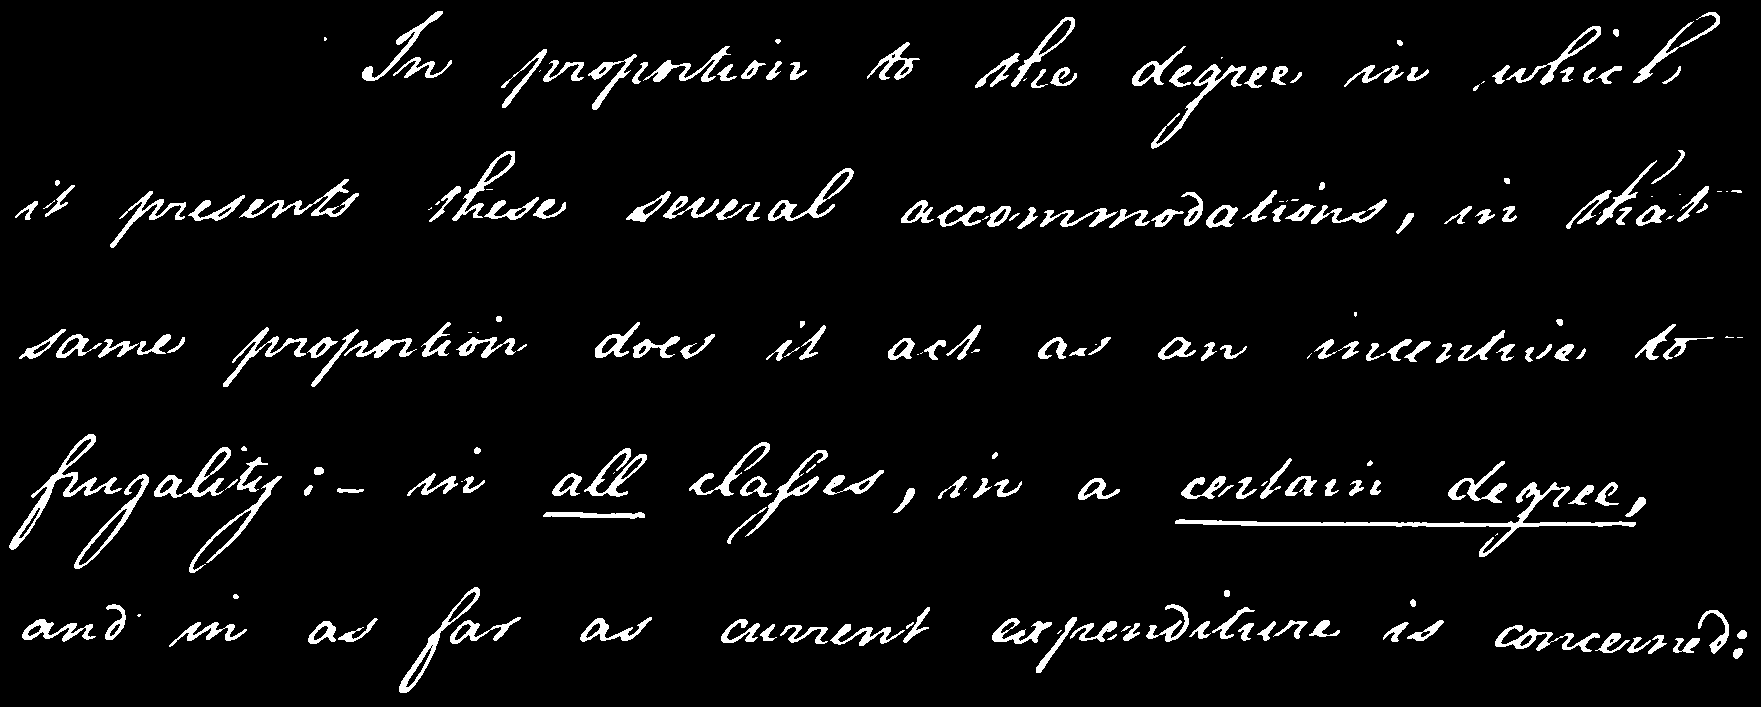 In proportion to the degree in which
it presents these several accommodations, in that
same proportion does it act as an incentive to
frugality:- in all claſses, in a certain degree,
and in as far as current expenditure is concerned: